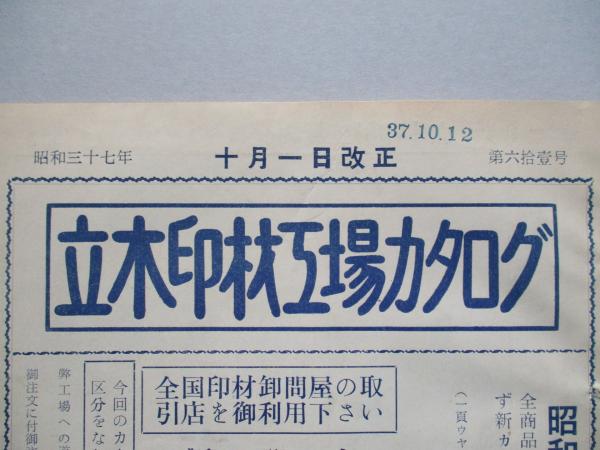 37.10.12
昭和三十七年
十月一日改正
第六拾壹号
立木印材工場カタログ
全国印材卸問屋の取
引店を御利用下さい
昭和
全商品
ず新カ
(一頁ヵ
今回のカ
区分をな
弊工場への
御注文に付御